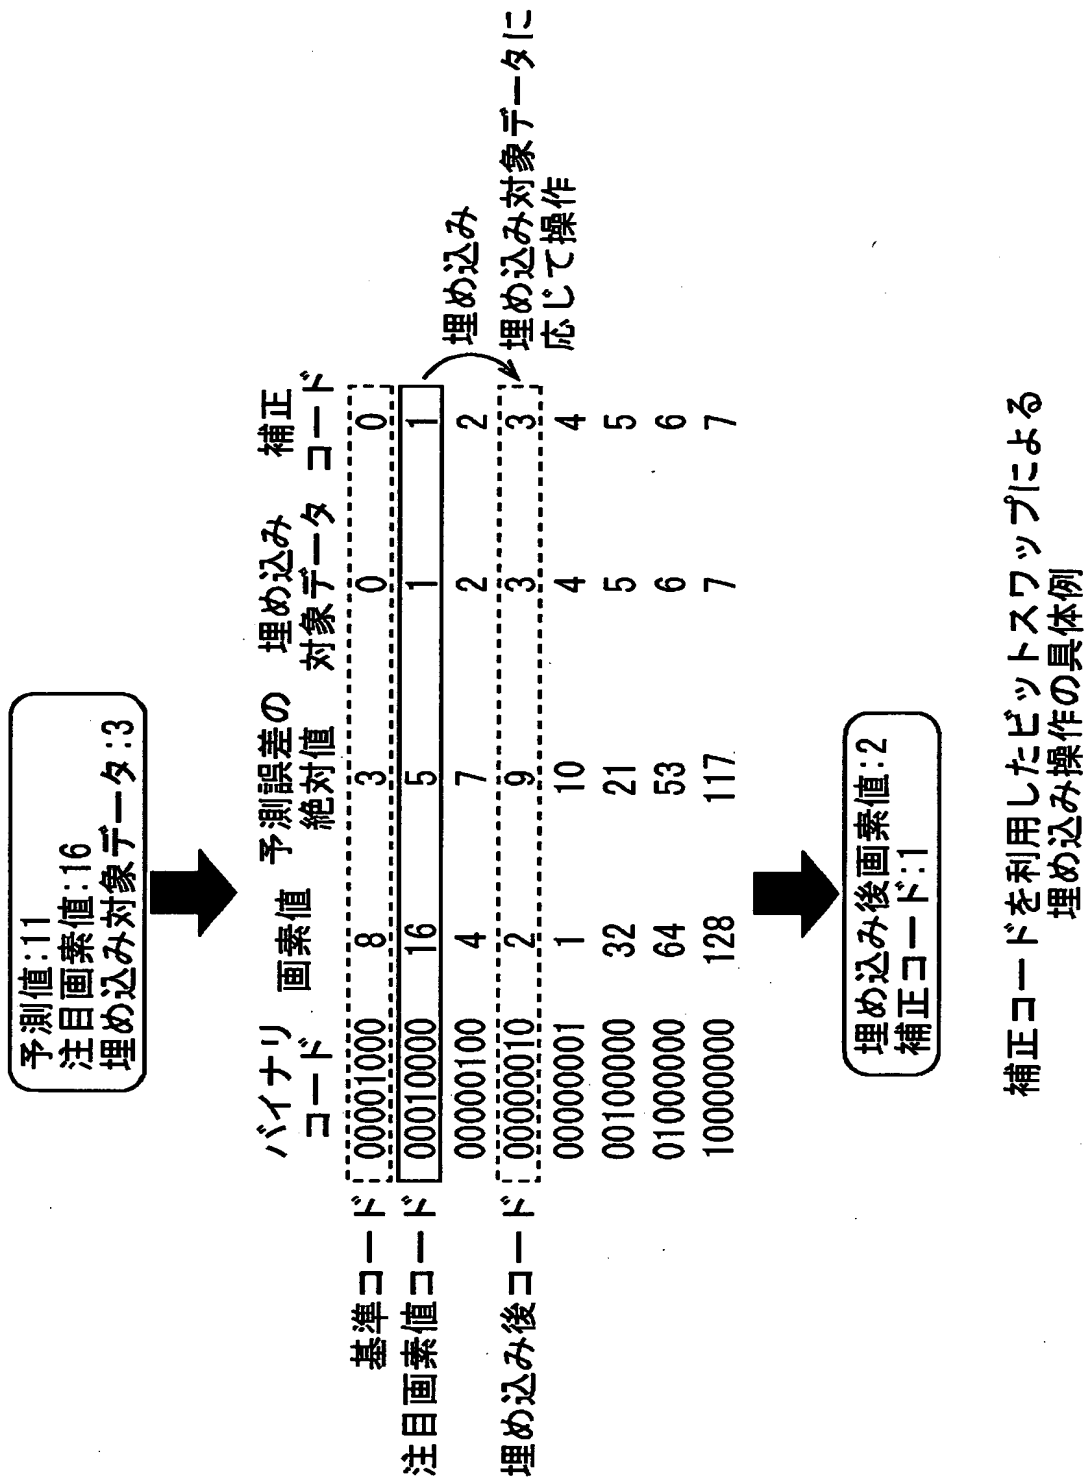 予測値:11
注目画素値:16
埋め込み対象データ:3
バイナリコード 画素値 予測誤差の絶対値 埋め込み対象データ 補正コード
基準コード 00001000 8 3 0 0
注目画素値コード 00010000 16 5 1 1
00000100 4 7 2 2
埋め込み後コード 00000010 2 9 3 3
00000001 1 10 4 4
00100000 32 21 5 5
01000000 64 53 6 6
10000000 128 117 7 7
埋め込み
埋め込み対象データに
応じて操作
埋め込み後画素値:2
補正コード:1
補正コードを利用したビットスワップによる
埋め込み操作の具体例